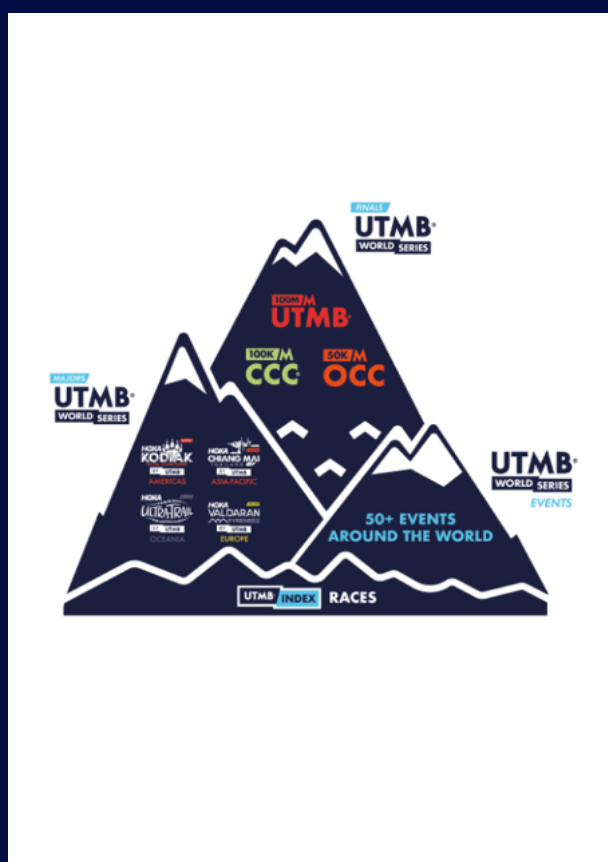 FINALS
UTMB®
WORLD SERIES
100M/M
UTMB®
100K/M
CCC®
50K/M
OCC
MAJORS
UTMB®
WORLD SERIES
HOKA
KODIAK
BY UTMB
AMERICAS
HOKA
CHIANG MAI
THAILAND
BY UTMB
ASIA-PACIFIC
HOKA
ULTRA-TRAIL
BY UTMB
OCEANIA
HOKA
VAL D'ARAN
PYRENEES
BY UTMB
EUROPE
UTMB®
WORLD SERIES
EVENTS
50+ EVENTS
AROUND THE WORLD
UTMB® INDEX RACES